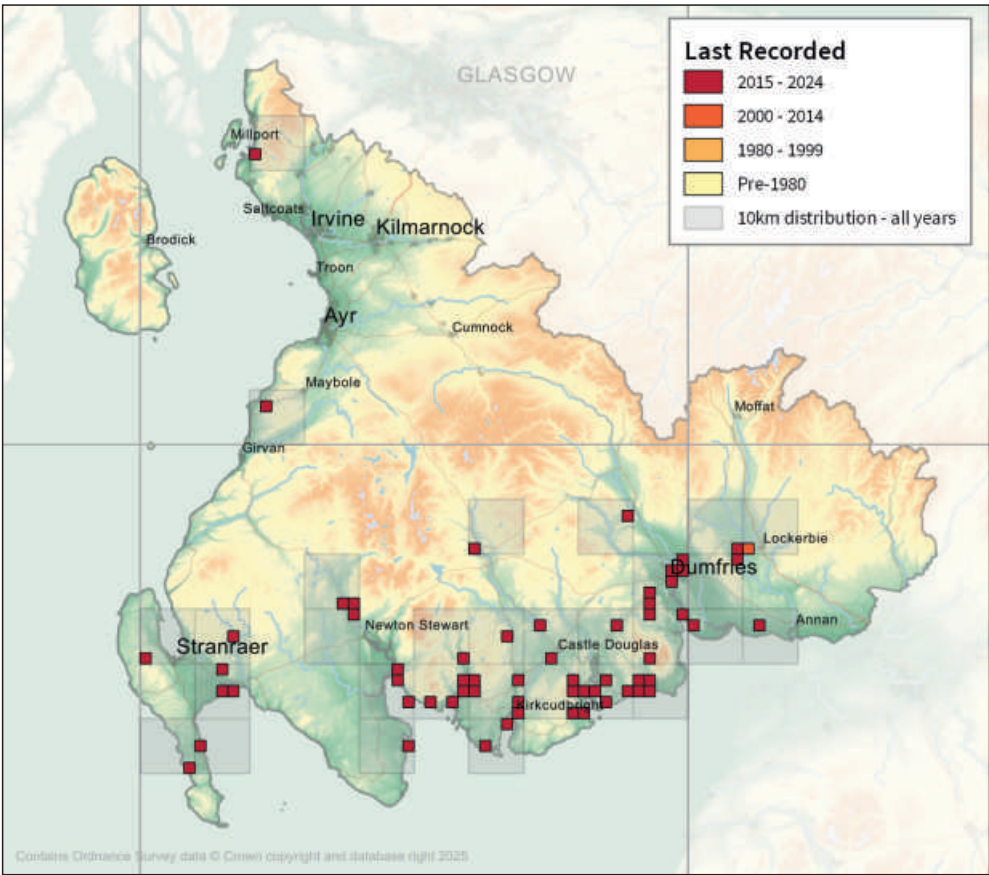 GLASGOW
Last Recorded
2015 - 2024
2000 - 2014
1980 - 1999
Pre-1980
10km distribution - all years
Millport
Saltcoats
Irvine
Kilmarnock
Brodick
Troon
Ayr
Cumnock
Maybole
Moffat
Girvan
Lockerbie
Dumfries
Newton Stewart
Annan
Stranraer
Castle Douglas
Kirkcudbright
Contains Ordnance Survey data © Crown copyright and database right 2025